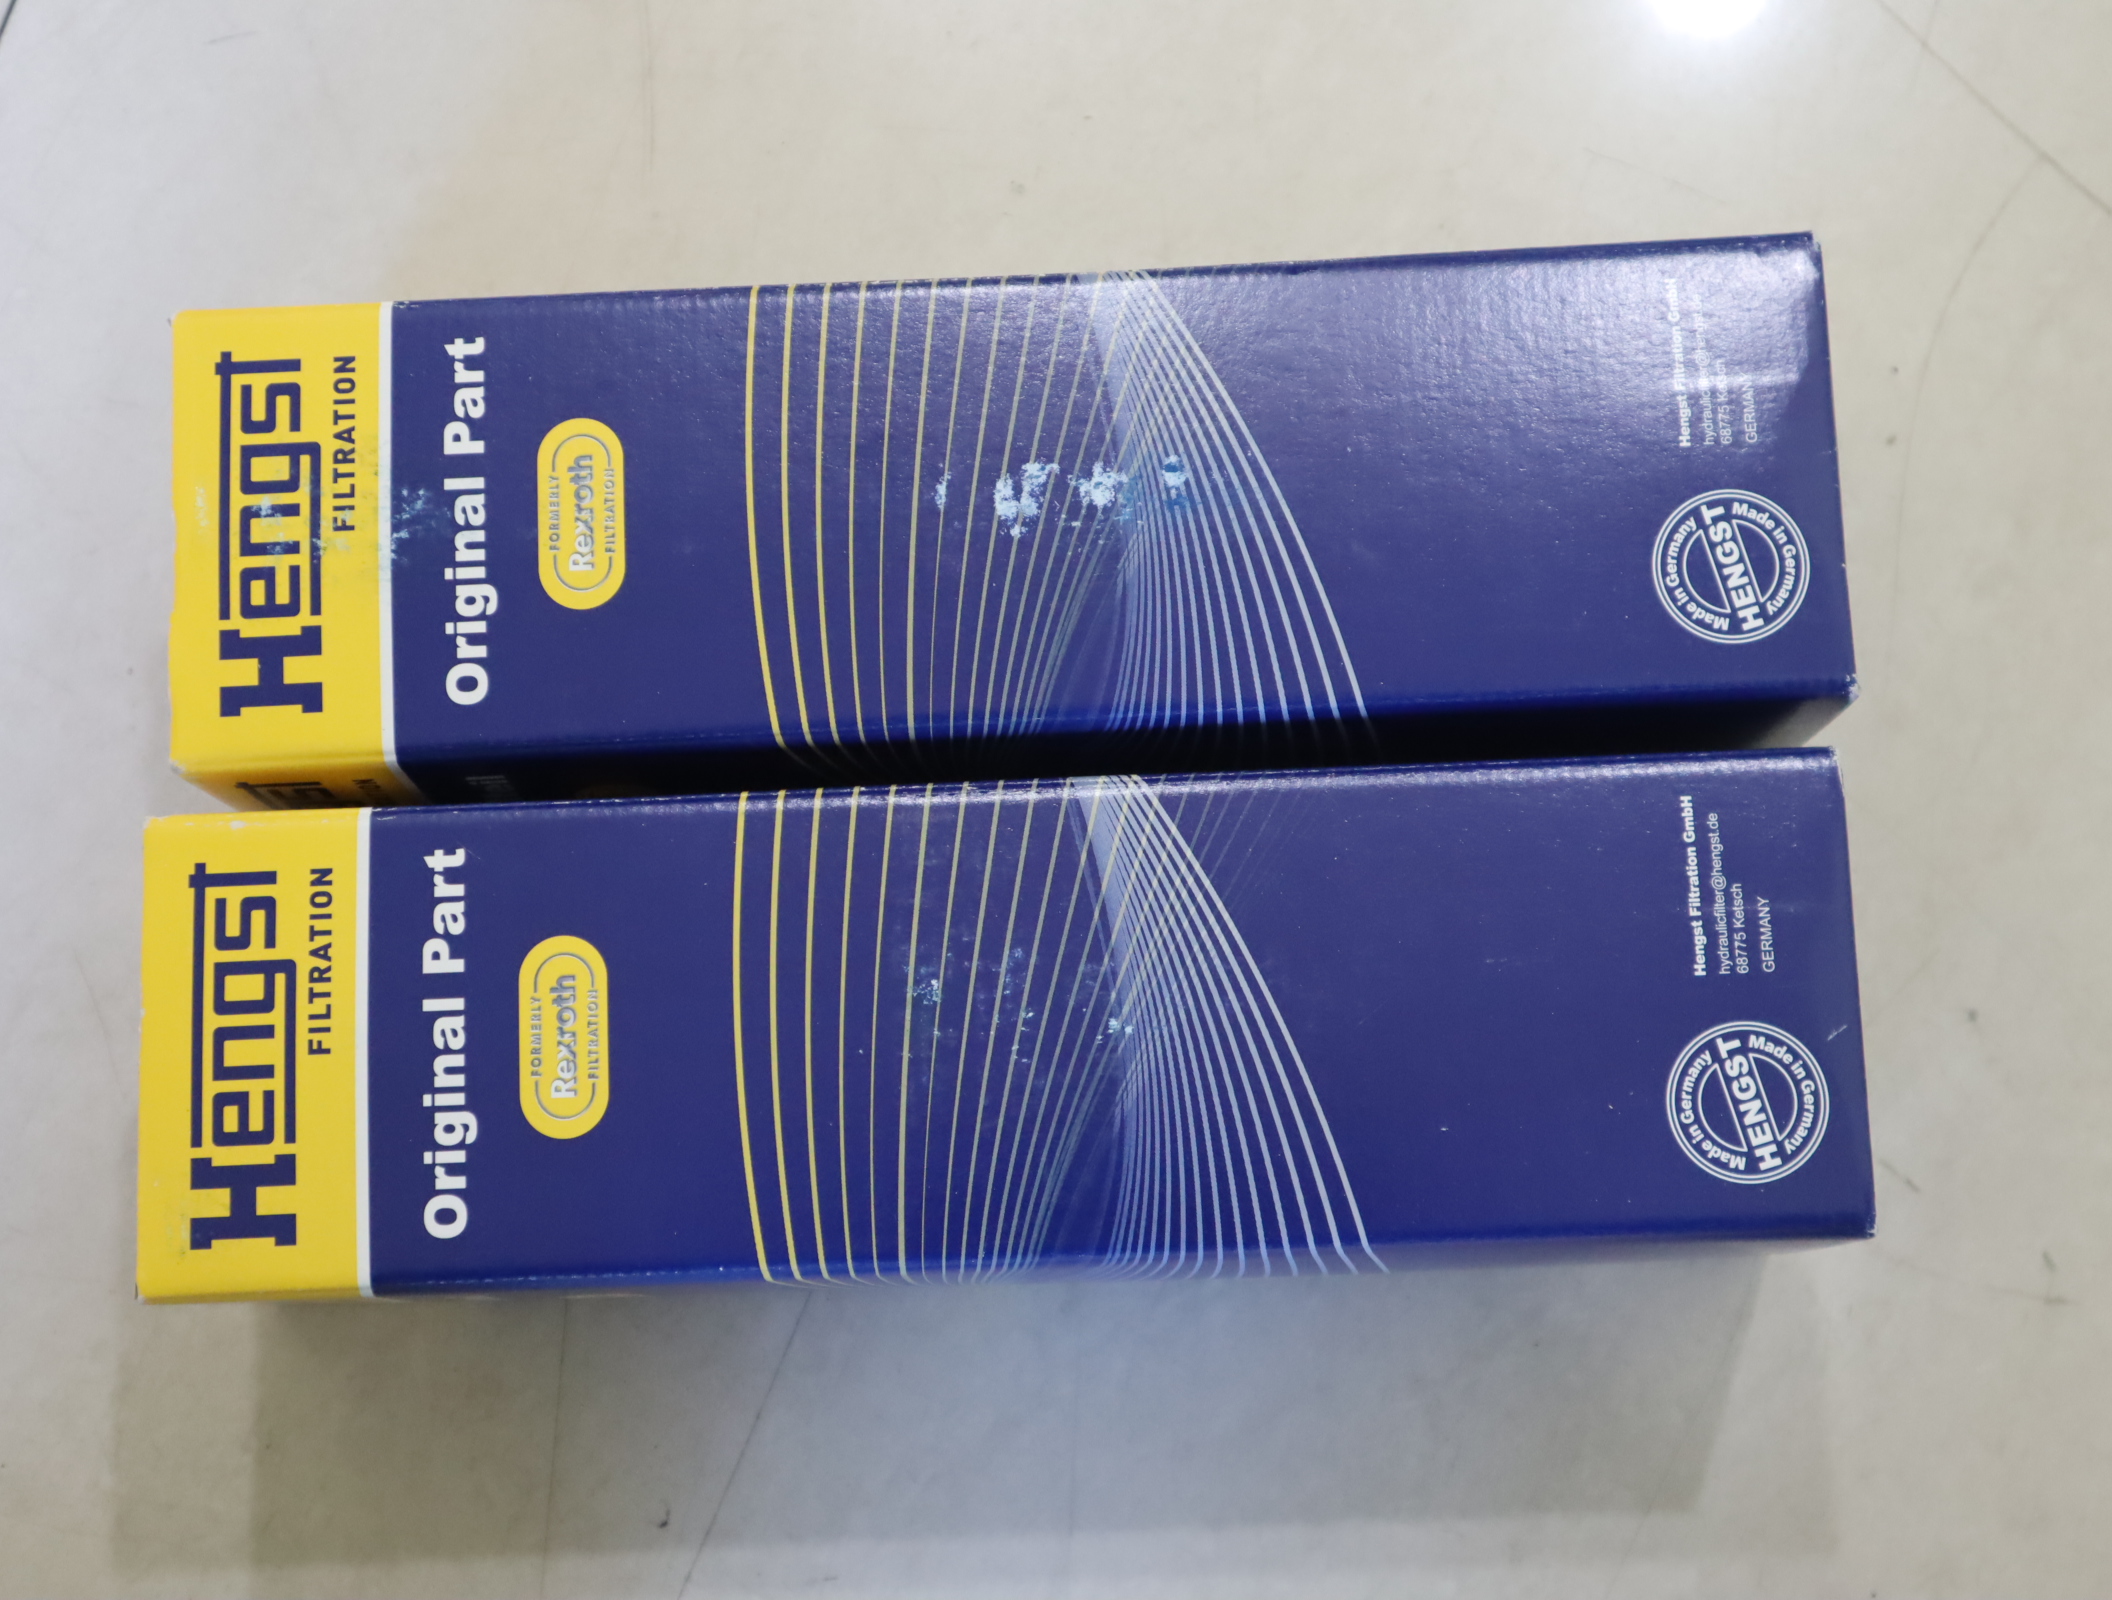 Hengst
FILTRATION
Original Part
FORMERLY
Rexroth
FILTRATION
Hengst Filtration GmbH
68775 Ketsch
GERMANY
Made in Germany
HENGST
Made in Germany
Hengst
FILTRATION
Original Part
FORMERLY
Rexroth
FILTRATION
Hengst Filtration GmbH
hydraulicfilter@hengst.de
68775 Ketsch
GERMANY
Made in Germany
HENGST
Made in Germany